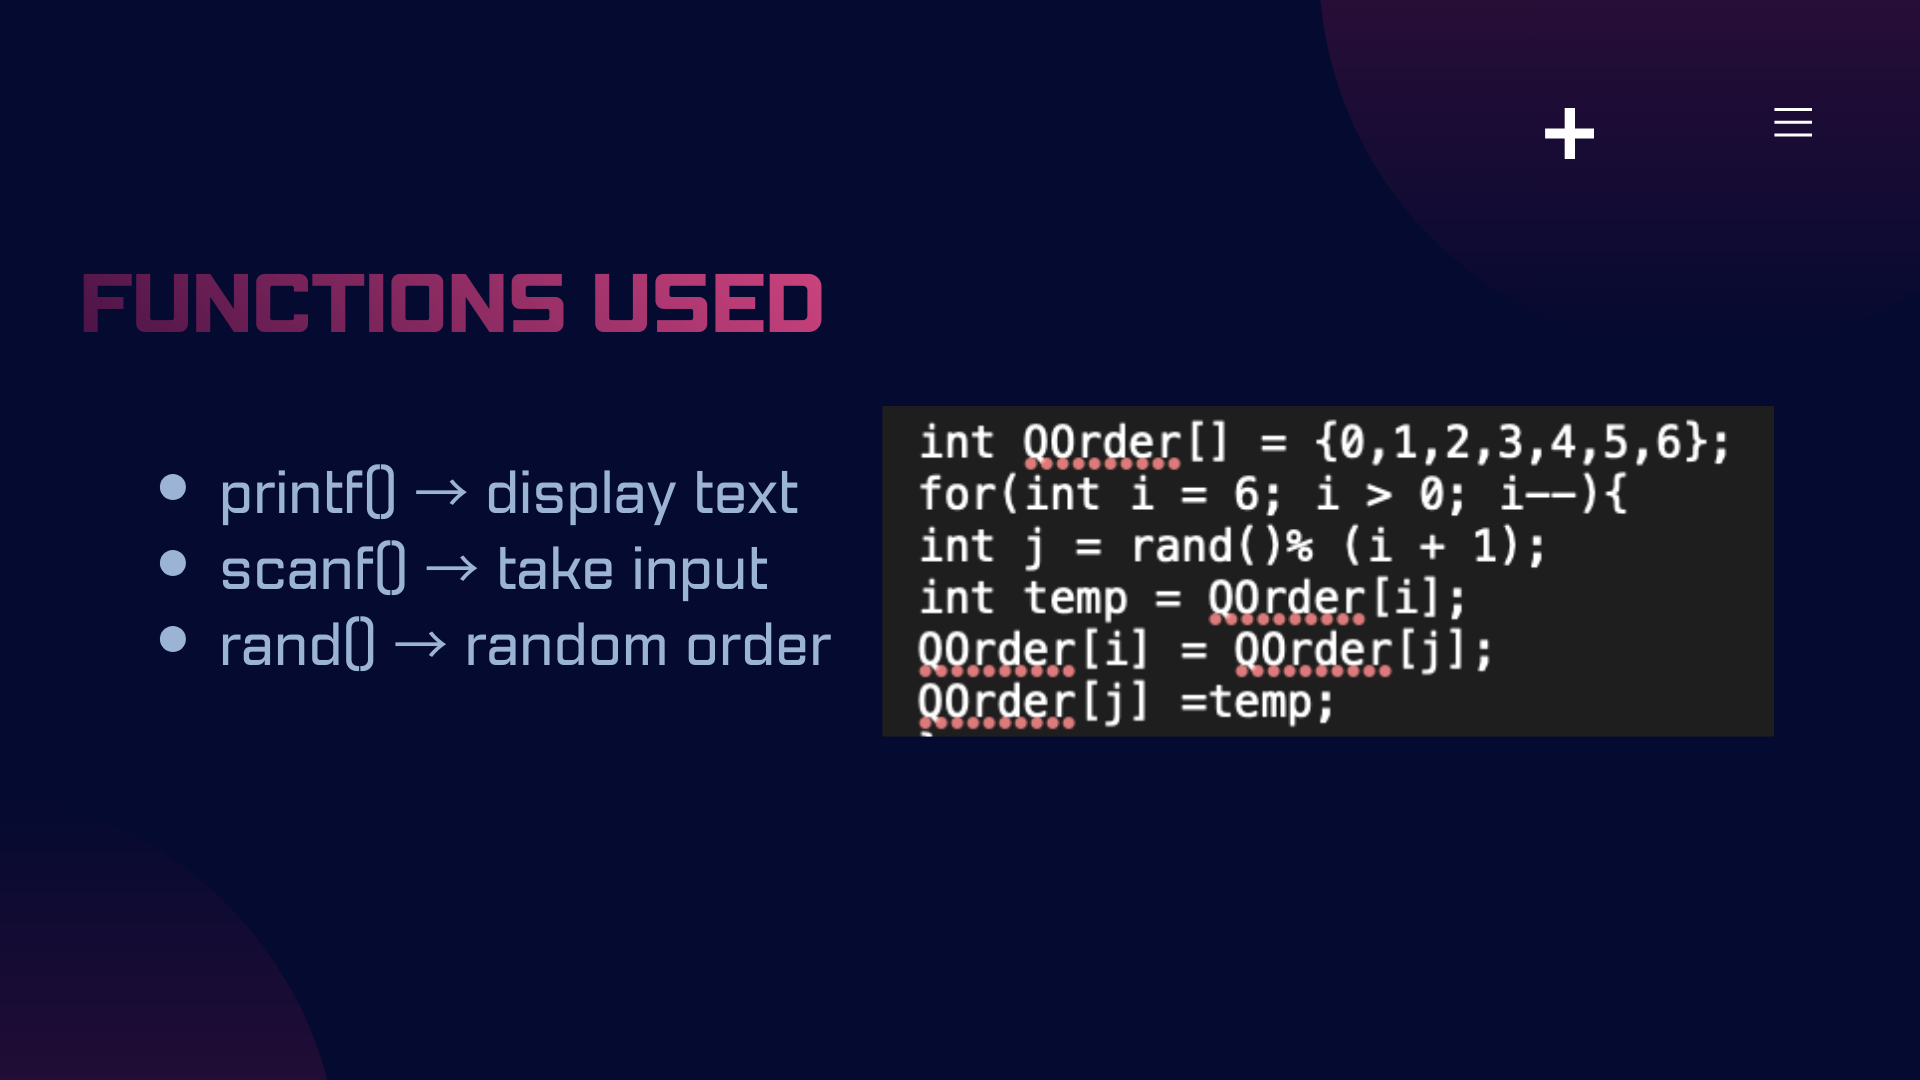 FUNCTIONS USED
• printf() → display text
• scanf() → take input
• rand() → random order
int QOrder[] = {0,1,2,3,4,5,6};
for(int i = 6; i > 0; i--){
int j = rand()% (i + 1);
int temp = QOrder[i];
QOrder[i] = QOrder[j];
QOrder[j] =temp;